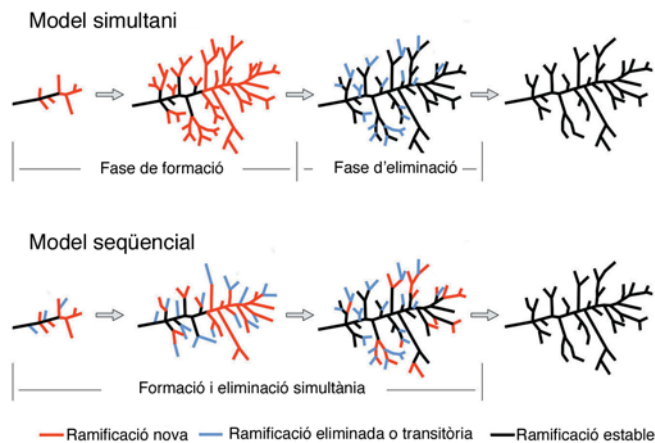 Model simultani
Fase de formació
Fase d'eliminació
Model seqüencial
Formació i eliminació simultània
Ramificació nova
Ramificació eliminada o transitòria
Ramificació estable